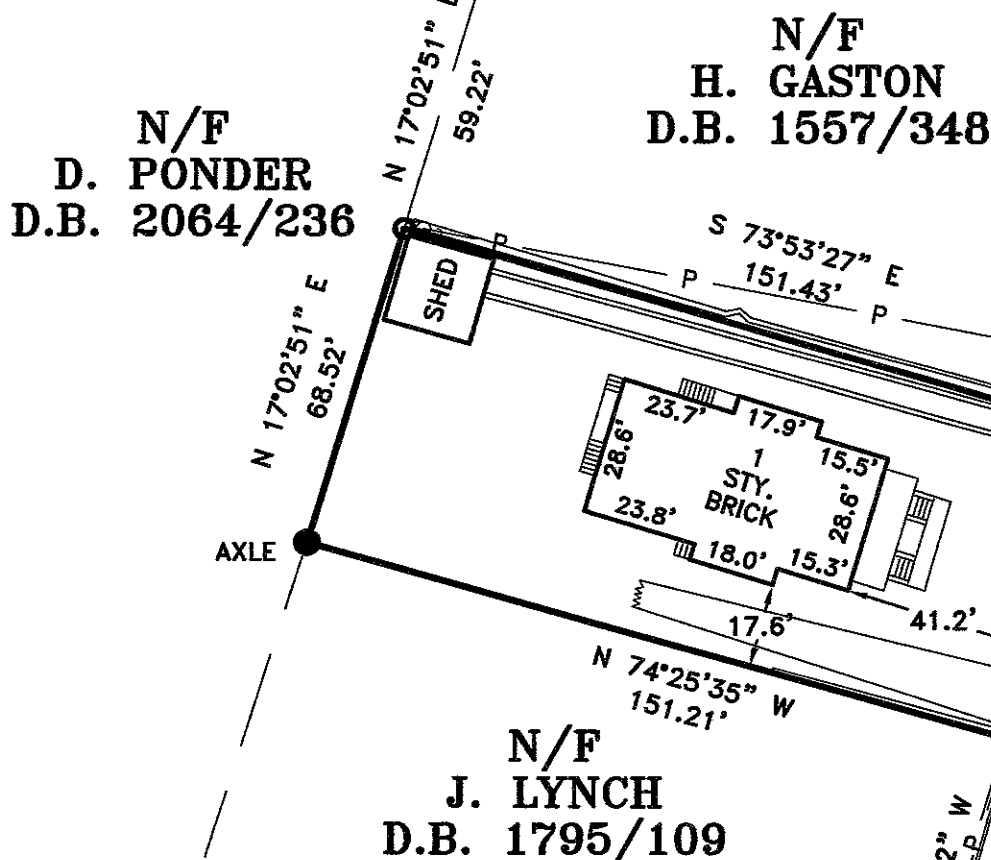 N/F
H. GASTON
D.B. 1557/348
N 17°02'51"
59.22'
N/F
D. PONDER
D.B. 2064/236
S 73°53'27" E
151.43'
P
P
P
SHED
N 17°02'51" E
68.52'
23.7'
17.9'
15.5'
28.6'
1
STY.
BRICK
28.6'
23.8'
18.0'
15.3'
AXLE
41.2'
17.6'
N 74°25'35" W
151.21'
N/F
J. LYNCH
D.B. 1795/109
2" W
P